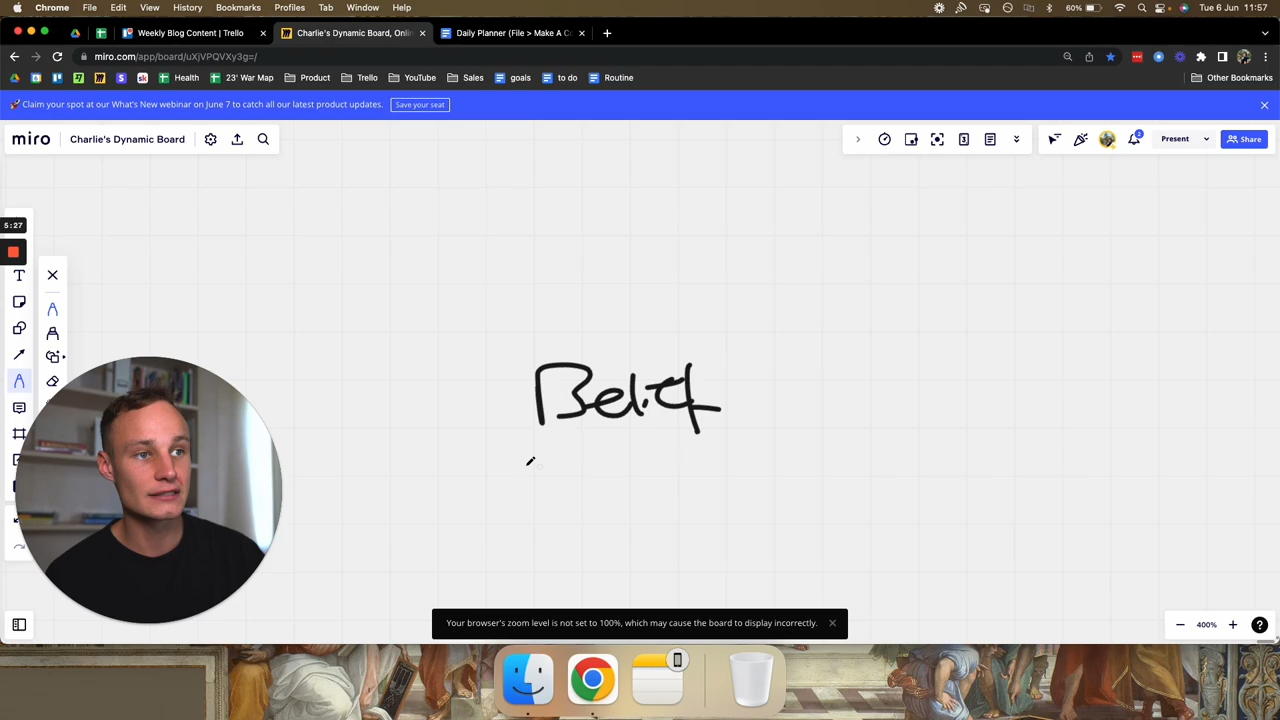 Chrome File Edit View History Bookmarks Profiles Tab Window Help 60% Tue 6 Jun 11:57
Weekly Blog Content | Trello Charlie's Dynamic Board, Onlin Daily Planner (File > Make A Co
miro.com/app/board/uXjVPQVXy3g=/
Health 23' War Map Product Trello YouTube Sales goals to do Routine Other Bookmarks
🚀 Claim your spot at our What's New webinar on June 7 to catch all our latest product updates. Save your seat
miro Charlie's Dynamic Board 3 2 Present Share
5:27
Belief
Your browser's zoom level is not set to 100%, which may cause the board to display incorrectly.
400%